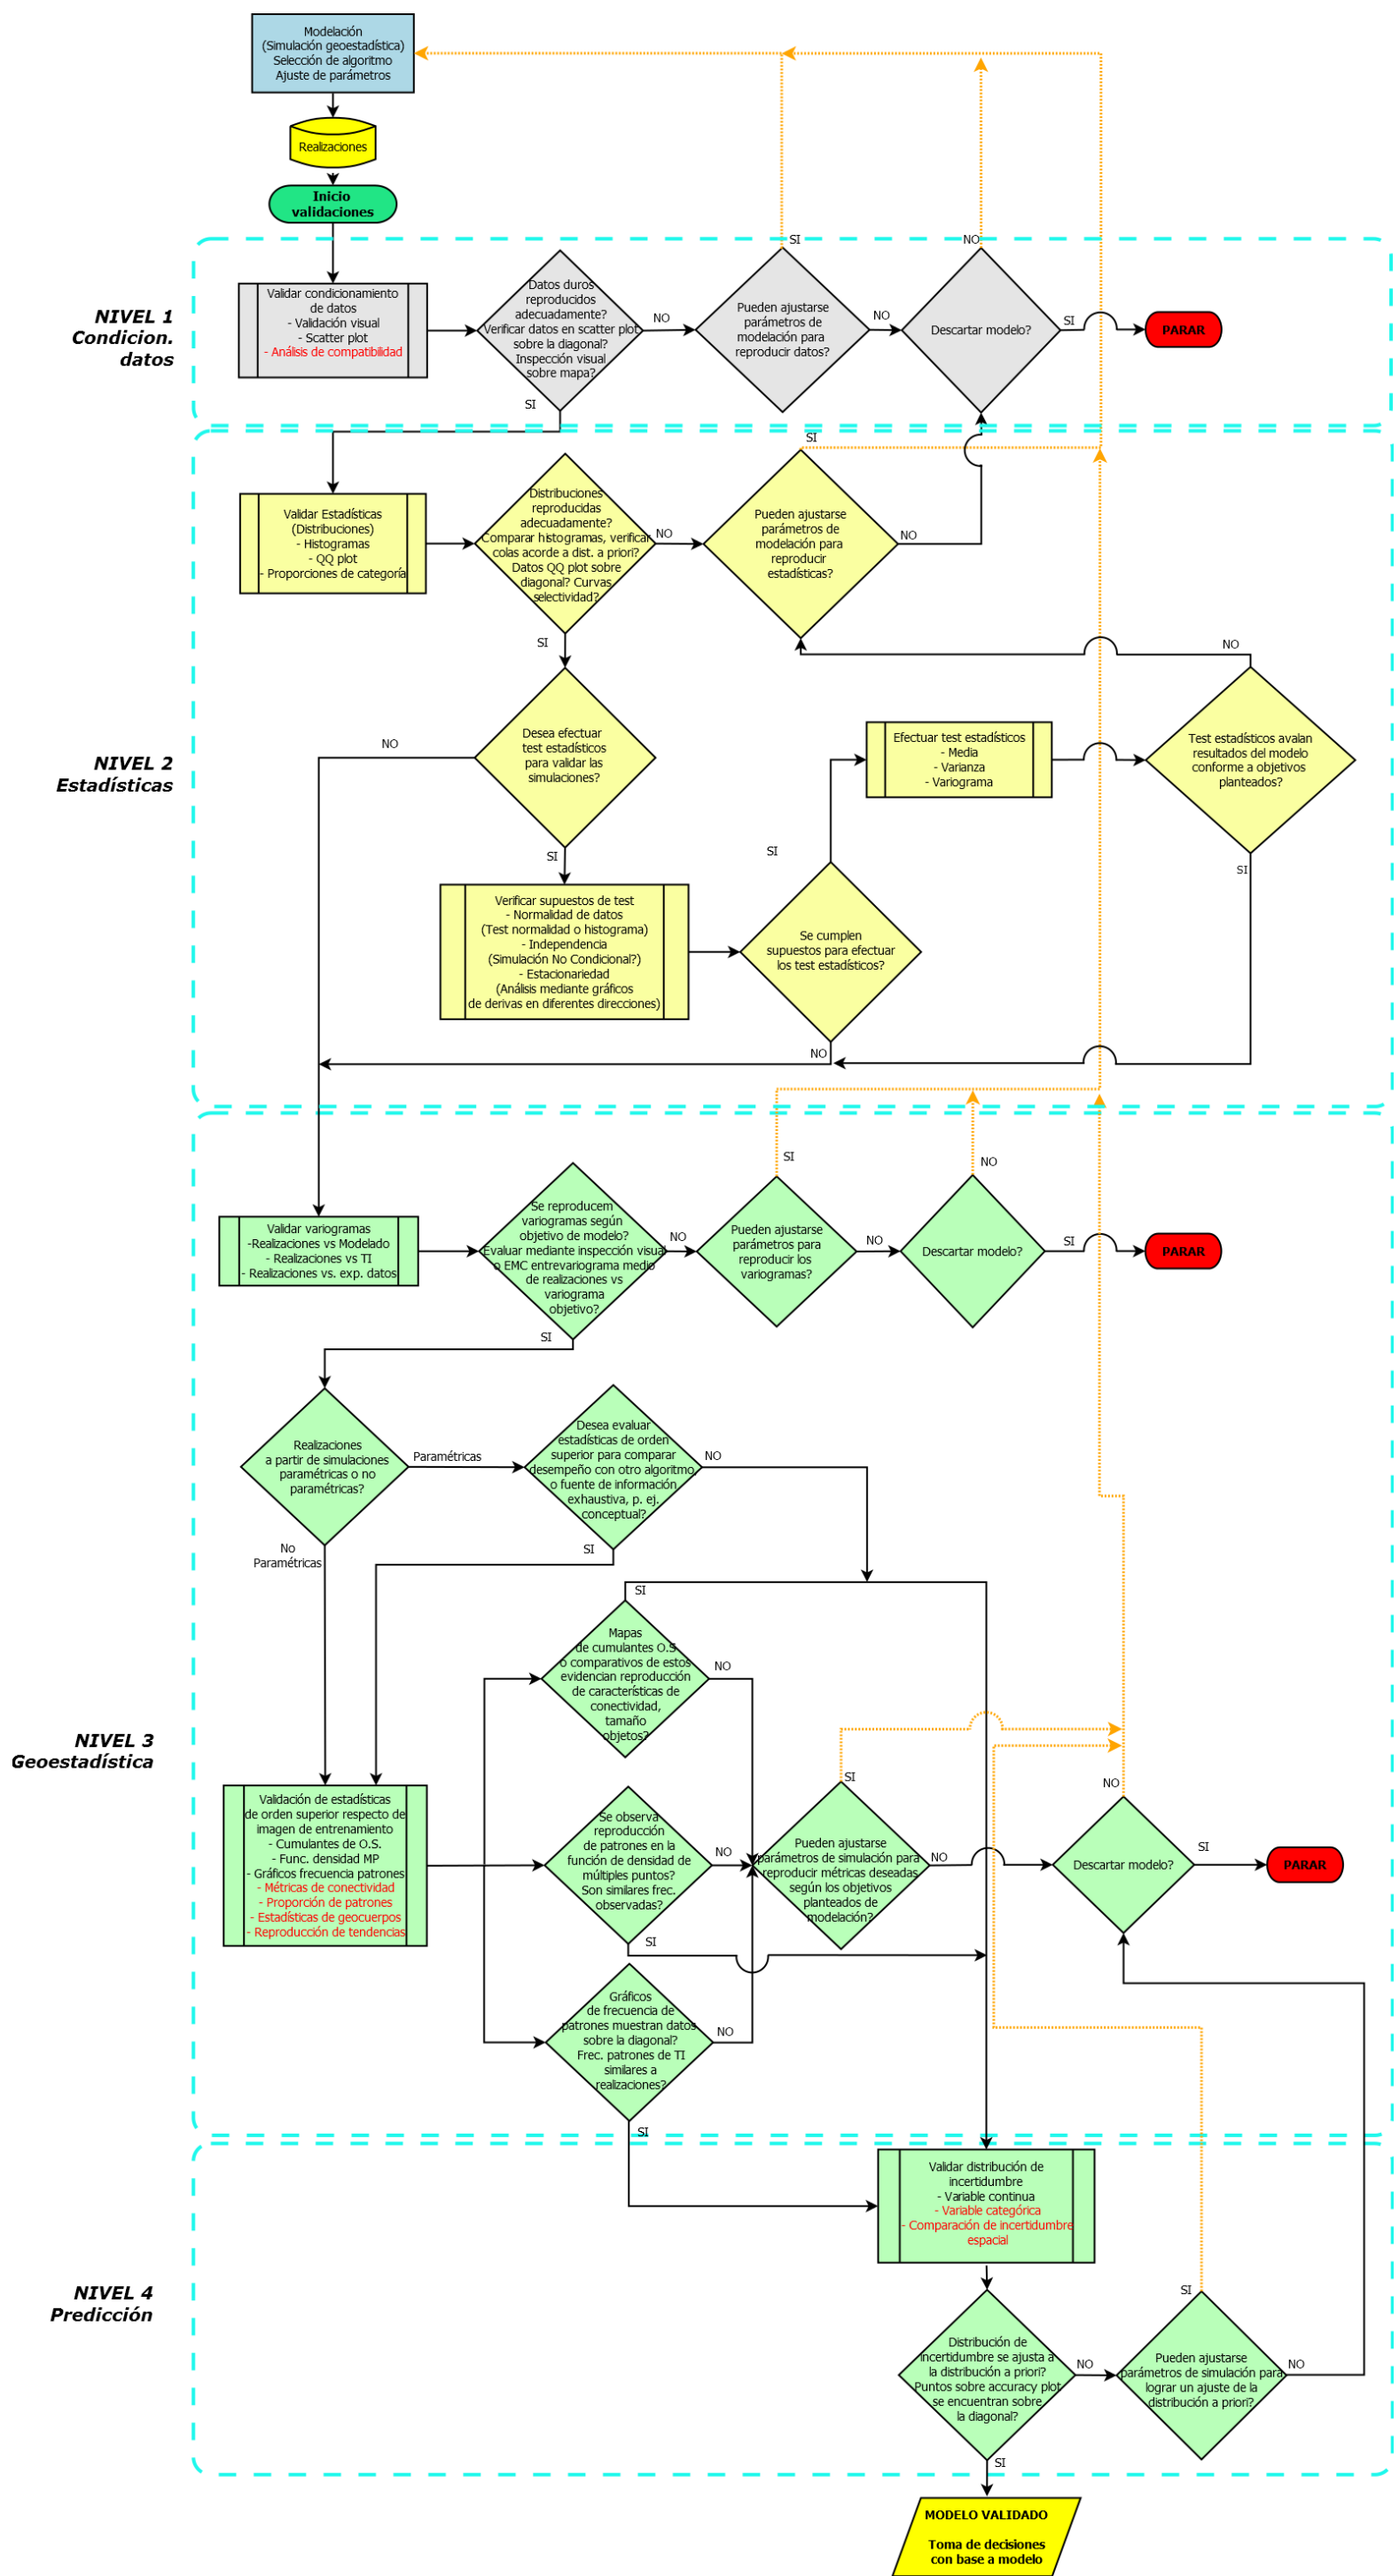 Modelación
(Simulación geoestadística)
Selección de algoritmo
Ajuste de parámetros
Realizaciones
Inicio
validaciones
NIVEL 1
Condicion.
datos
Validar condicionamiento
de datos
- Validación visual
- Scatter plot
- Análisis de compatibilidad
Datos duros
reproducidos
adecuadamente?
Verificar datos en scatter plot
sobre la diagonal?
Inspección visual
sobre mapa?
NO
SI
Pueden ajustarse
parámetros de
modelación para
reproducir datos?
SI
NO
Descartar modelo?
NO
SI
PARAR
NIVEL 2
Estadísticas
Validar Estadísticas
(Distribuciones)
- Histogramas
- QQ plot
- Proporciones de categoría
Distribuciones
reproducidas
adecuadamente?
Comparar histogramas, verificar
colas acorde a dist. a priori?
Datos QQ plot sobre
diagonal? Curvas
selectividad?
NO
SI
Pueden ajustarse
parámetros de
modelación para
reproducir
estadísticas?
SI
NO
Desea efectuar
test estadísticos
para validar las
simulaciones?
NO
SI
Efectuar test estadísticos
- Media
- Varianza
- Variograma
Test estadísticos avalan
resultados del modelo
conforme a objetivos
planteados?
NO
SI
Verificar supuestos de test
- Normalidad de datos
(Test normalidad o histograma)
- Independencia
(Simulación No Condicional?)
- Estacionariedad
(Análisis mediante gráficos
de derivas en diferentes direcciones)
Se cumplen
supuestos para efectuar
los test estadísticos?
SI
NO
NIVEL 3
Geoestadística
Validar variogramas
-Realizaciones vs Modelado
- Realizaciones vs TI
- Realizaciones vs. exp. datos
Se reproducem
variogramas según
objetivo de modelo?
Evaluar mediante inspección visual
o EMC entrevariograma medio
de realizaciones vs
variograma
objetivo?
NO
SI
Pueden ajustarse
parámetros para
reproducir los
variogramas?
SI
NO
Descartar modelo?
NO
SI
PARAR
Realizaciones
a partir de simulaciones
paramétricas o no
paramétricas?
Paramétricas
No
Paramétricas
Desea evaluar
estadísticas de orden
superior para comparar
desempeño con otro algoritmo,
o fuente de información
exhaustiva, p. ej.
conceptual?
NO
SI
Validación de estadísticas
de orden superior respecto de
imagen de entrenamiento
- Cumulantes de O.S.
- Func. densidad MP
- Gráficos frecuencia patrones
- Métricas de conectividad
- Proporción de patrones
- Estadísticas de geocuerpos
- Reproducción de tendencias
Mapas
de cumulantes O.S
o comparativos de estos
evidencian reproducción
de características de
conectividad,
tamaño
objetos?
SI
NO
Se observa
reproducción
de patrones en la
función de densidad de
múltiples puntos?
Son similares frec.
observadas?
NO
SI
Gráficos
de frecuencia de
patrones muestran datos
sobre la diagonal?
Frec. patrones de TI
similares a
realizaciones?
NO
SI
Pueden ajustarse
parámetros de simulación para
reproducir métricas deseadas
según los objetivos
planteados de
modelación?
SI
NO
Descartar modelo?
NO
SI
PARAR
NIVEL 4
Predicción
Validar distribución de
incertidumbre
- Variable continua
- Variable categórica
- Comparación de incertidumbre
espacial
Distribución de
incertidumbre se ajusta a
la distribución a priori?
Puntos sobre accuracy plot
se encuentran sobre
la diagonal?
NO
SI
Pueden ajustarse
parámetros de simulación para
lograr un ajuste de la
distribución a priori?
SI
NO
MODELO VALIDADO
Toma de decisiones
con base a modelo